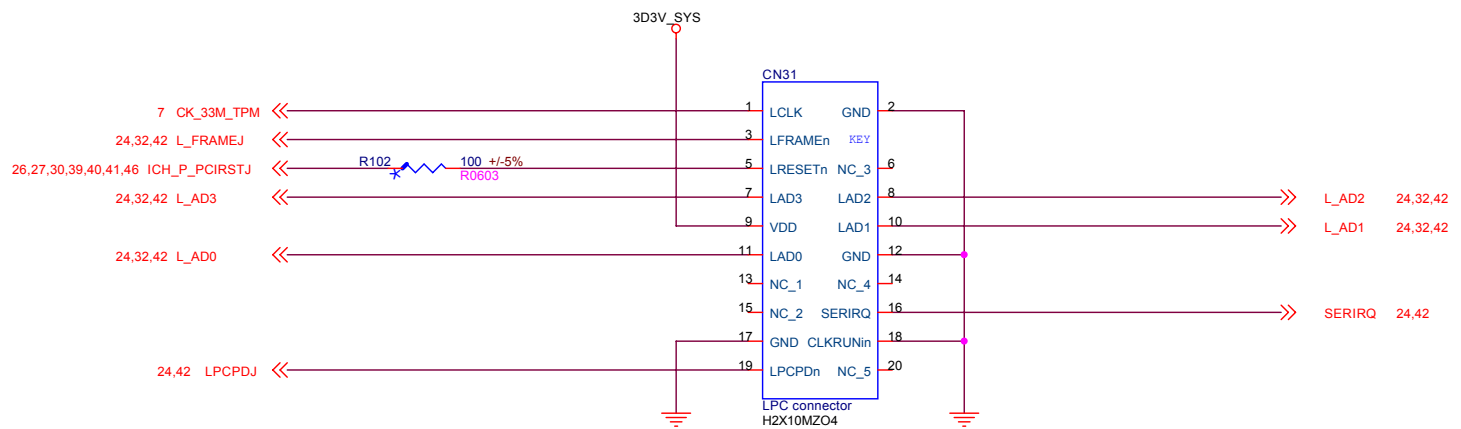 3D3V_SYS
CN31
7 CK_33M_TPM 1 LCLK GND 2
24,32,42 L_FRAMEJ 3 LFRAMEn KEY
26,27,30,39,40,41,46 ICH_P_PCIRSTJ R102 100 +/-5% 5 LRESETn NC_3 6
R0603
24,32,42 L_AD3 7 LAD3 LAD2 8 L_AD2 24,32,42
9 VDD LAD1 10 L_AD1 24,32,42
24,32,42 L_AD0 11 LAD0 GND 12
13 NC_1 NC_4 14
15 NC_2 SERIRQ 16 SERIRQ 24,42
17 GND CLKRUNin 18
24,42 LPCPDJ 19 LPCPDn NC_5 20
LPC connector
H2X10MZO4